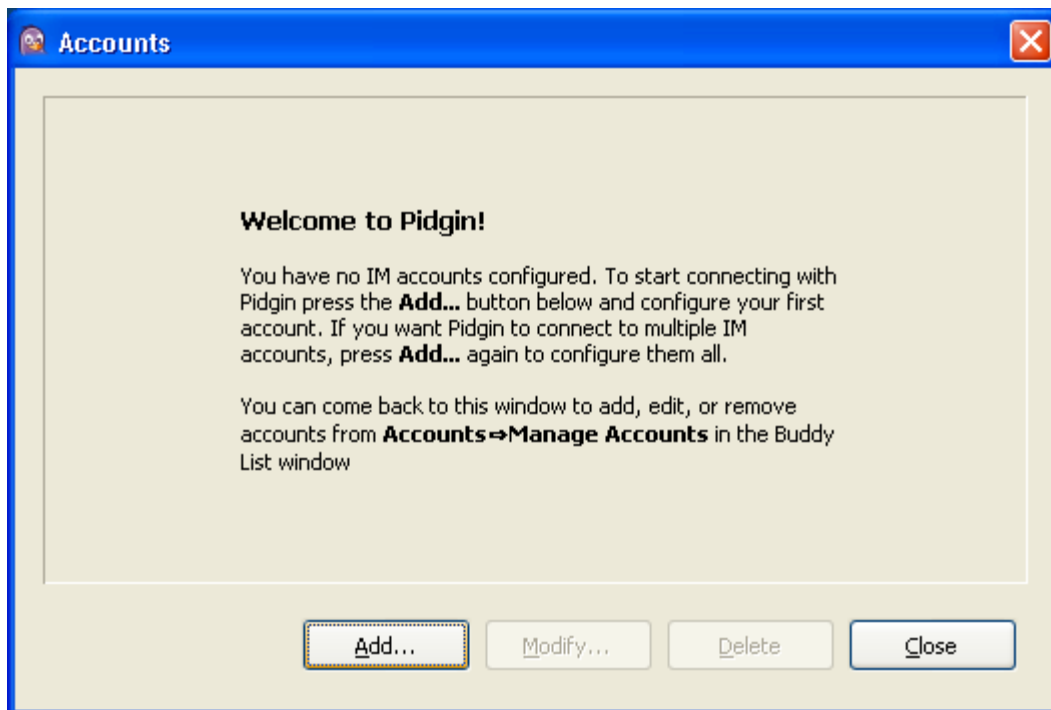 Accounts
Welcome to Pidgin!
You have no IM accounts configured. To start connecting with
Pidgin press the Add... button below and configure your first
account. If you want Pidgin to connect to multiple IM
accounts, press Add... again to configure them all.
You can come back to this window to add, edit, or remove
accounts from Accounts⇒Manage Accounts in the Buddy
List window
Add... Modify... Delete Close